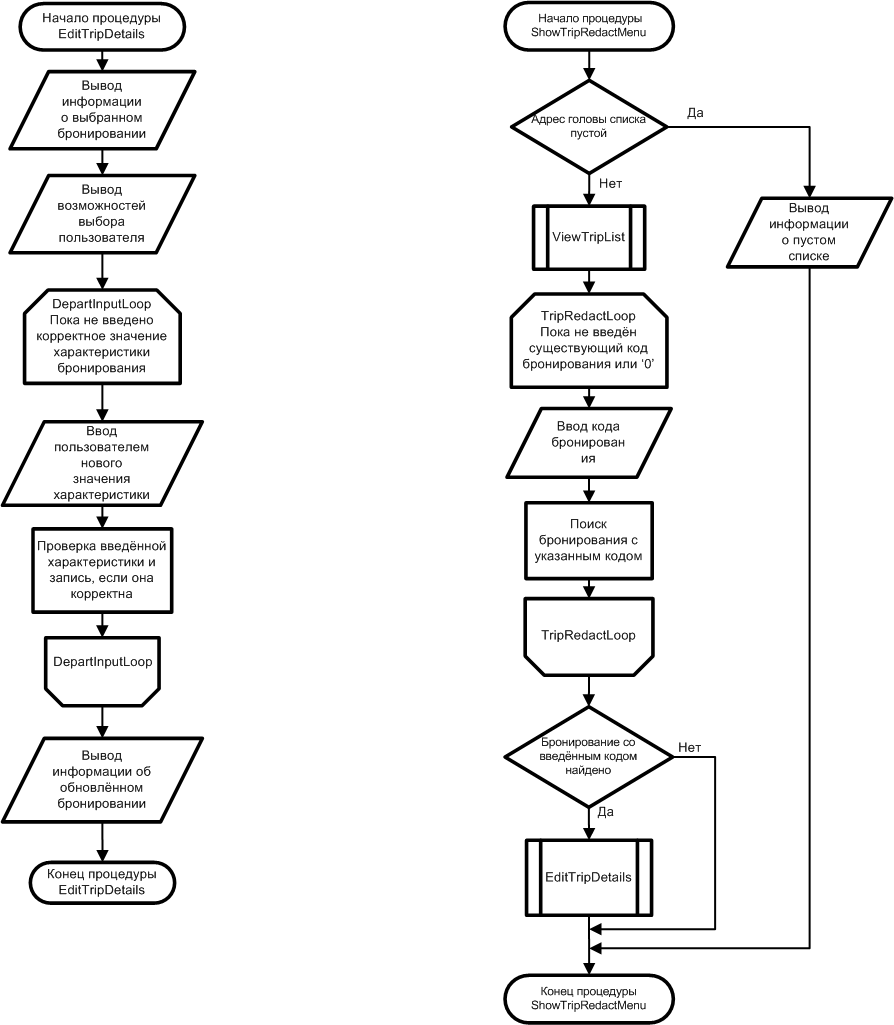 Начало процедуры
EditTripDetails
Вывод
информации
о выбранном
бронировании
Вывод
возможностей
выбора
пользователя
DepartInputLoop
Пока не введено
корректное значение
характеристики
бронирования
Ввод
пользователем
нового
значения
характеристики
Проверка введённой
характеристики и
запись, если она
корректна
DepartInputLoop
Вывод
информации об
обновлённом
бронировании
Конец процедуры
EditTripDetails
Начало процедуры
ShowTripRedactMenu
Адрес головы списка
пустой
Да
Нет
ViewTripList
Вывод
информации
о пустом
списке
TripRedactLoop
Пока не введён
существующий код
бронирования или ‘0’
Ввод кода
бронирован
ия
Поиск
бронирования с
указанным кодом
TripRedactLoop
Бронирование со
введённым кодом
найдено
Нет
Да
EditTripDetails
Конец процедуры
ShowTripRedactMenu